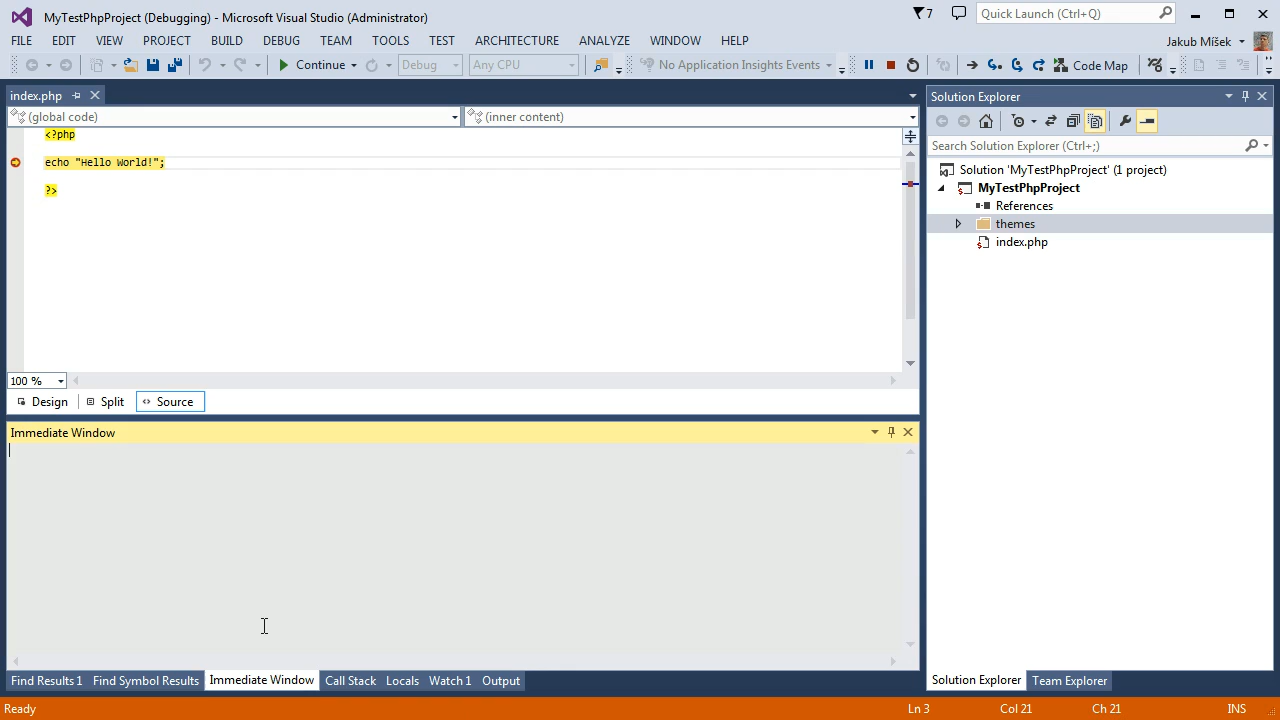 MyTestPhpProject (Debugging) - Microsoft Visual Studio (Administrator)
7
Quick Launch (Ctrl+Q)
FILE EDIT VIEW PROJECT BUILD DEBUG TEAM TOOLS TEST ARCHITECTURE ANALYZE WINDOW HELP
Jakub Míšek
Continue Debug Any CPU No Application Insights Events Code Map
index.php
(global code) (inner content)
<?php
echo "Hello World!";
?>
100 %
Design Split Source
Immediate Window
Find Results 1 Find Symbol Results Immediate Window Call Stack Locals Watch 1 Output
Solution Explorer
Search Solution Explorer (Ctrl+;)
Solution 'MyTestPhpProject' (1 project)
MyTestPhpProject
References
themes
index.php
Solution Explorer Team Explorer
Ready Ln 3 Col 21 Ch 21 INS